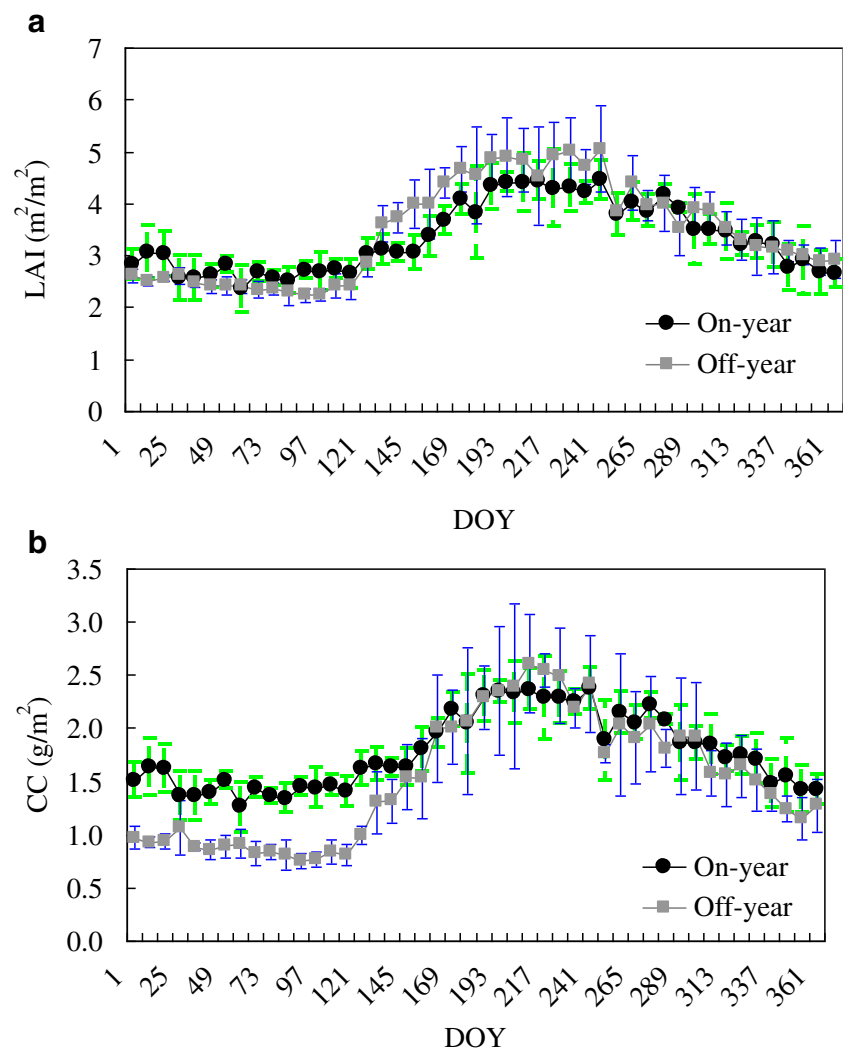 a
7
6
5
4
3
2
1
0
LAI (m²/m²)
On-year
Off-year
1 25 49 73 97 121 145 169 193 217 241 265 289 313 337 361
DOY
b
3.5
3.0
2.5
2.0
1.5
1.0
0.5
0.0
CC (g/m²)
On-year
Off-year
1 25 49 73 97 121 145 169 193 217 241 265 289 313 337 361
DOY